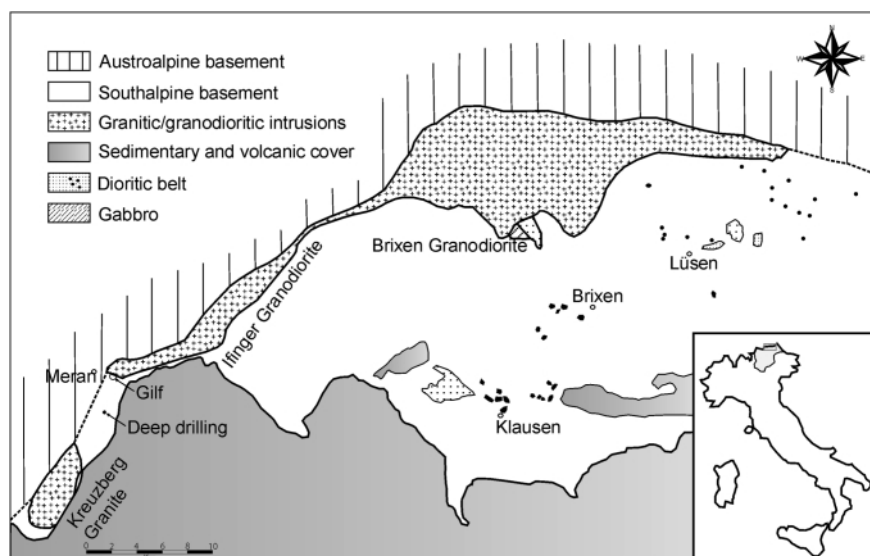 Austroalpine basement
Southalpine basement
Granitic/granodioritic intrusions
Sedimentary and volcanic cover
Dioritic belt
Gabbro
N
W
E
S
Brixen Granodiorite
Lüsen
Brixen
Ifinger Granodiorite
Meran
Gilf
Deep drilling
Klausen
Kreuzberg
Granite
0 2 4 6 8 10